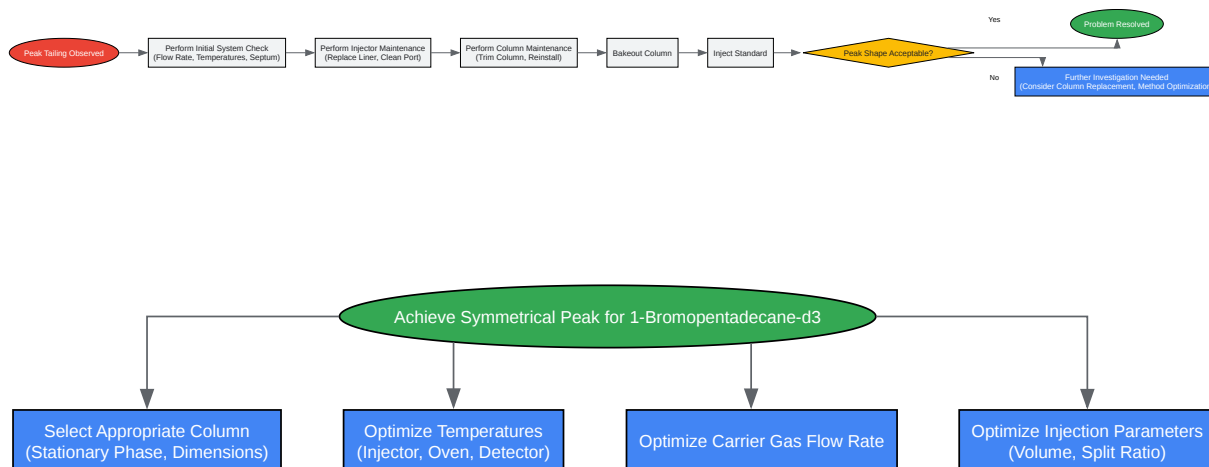 Peak Tailing Observed
Perform Initial System Check
(Flow Rate, Temperatures, Septum)
Perform Injector Maintenance
(Replace Liner, Clean Port)
Perform Column Maintenance
(Trim Column, Reinstall)
Bakeout Column
Inject Standard
Peak Shape Acceptable?
Yes
Problem Resolved
No
Further Investigation Needed
(Consider Column Replacement, Method Optimization
Achieve Symmetrical Peak for 1-Bromopentadecane-d3
Select Appropriate Column
(Stationary Phase, Dimensions)
Optimize Temperatures
(Injector, Oven, Detector)
Optimize Carrier Gas Flow Rate
Optimize Injection Parameters
(Volume, Split Ratio)